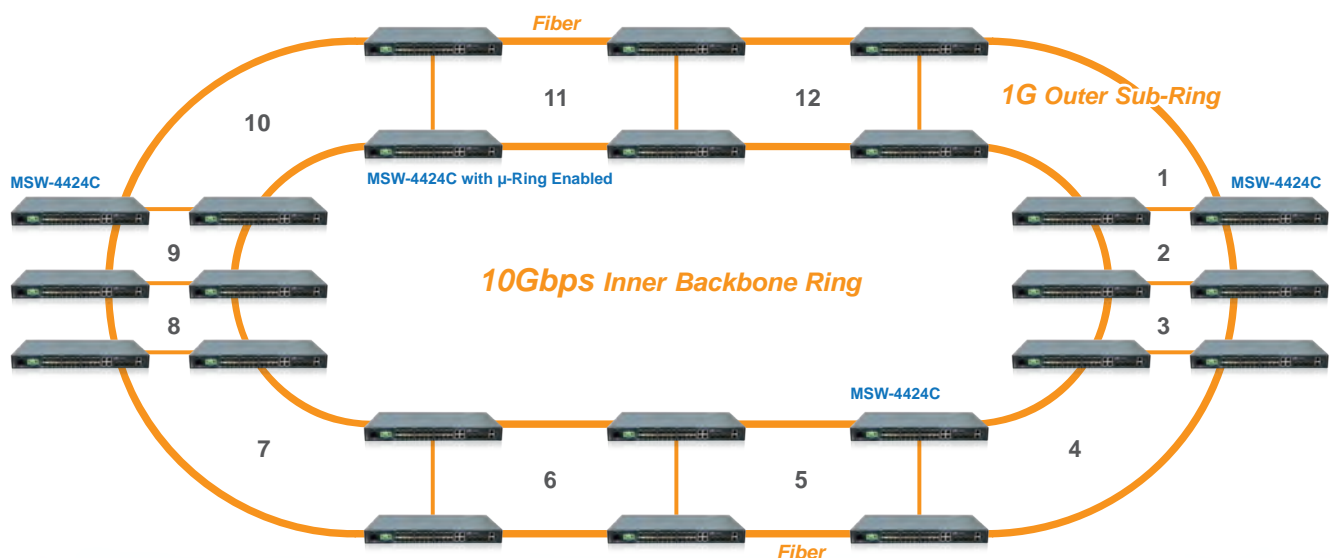 Fiber
11
12
1G Outer Sub-Ring
10
MSW-4424C
MSW-4424C with µ-Ring Enabled
1
MSW-4424C
9
2
10Gbps Inner Backbone Ring
8
3
MSW-4424C
7
4
6
5
Fiber